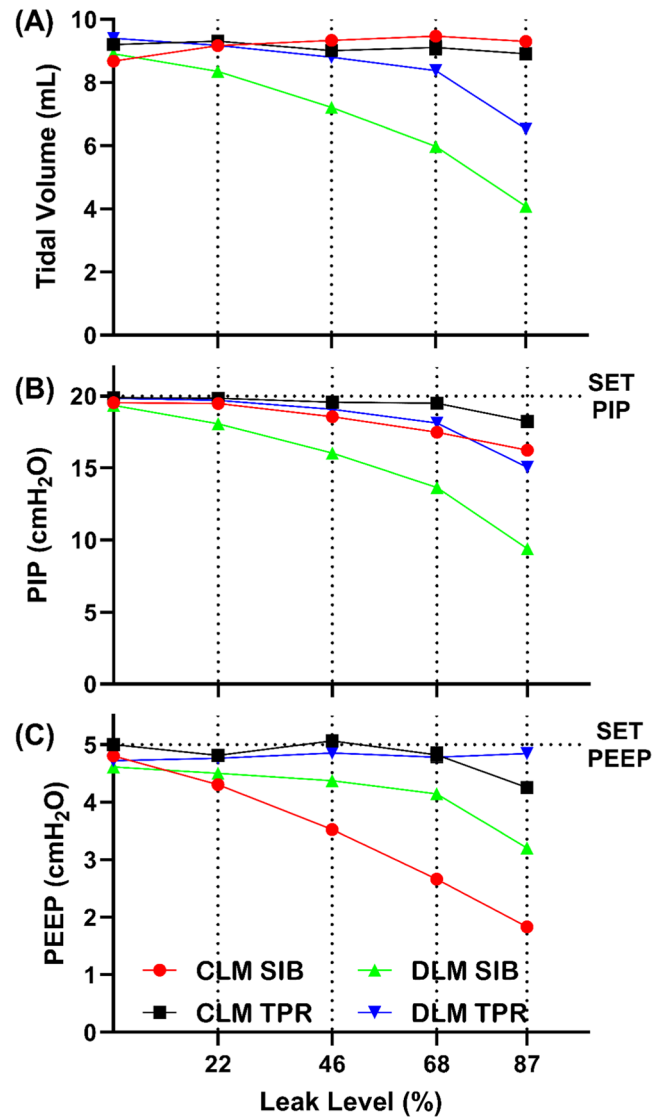 (A)
Tidal Volume (mL)
10
8
6
4
2
0
(B)
PIP (cmH₂O)
20
15
10
5
0
SET
PIP
(C)
PEEP (cmH₂O)
5
4
3
2
1
0
SET
PEEP
CLM SIB
DLM SIB
CLM TPR
DLM TPR
22 46 68 87
Leak Level (%)